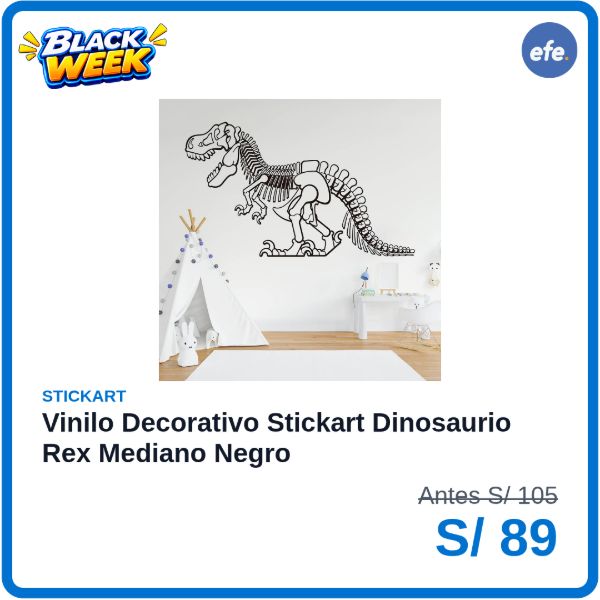 BLACK
WEEK
efe.
STICKART
Vinilo Decorativo Stickart Dinosaurio
Rex Mediano Negro
Antes S/ 105
S/ 89